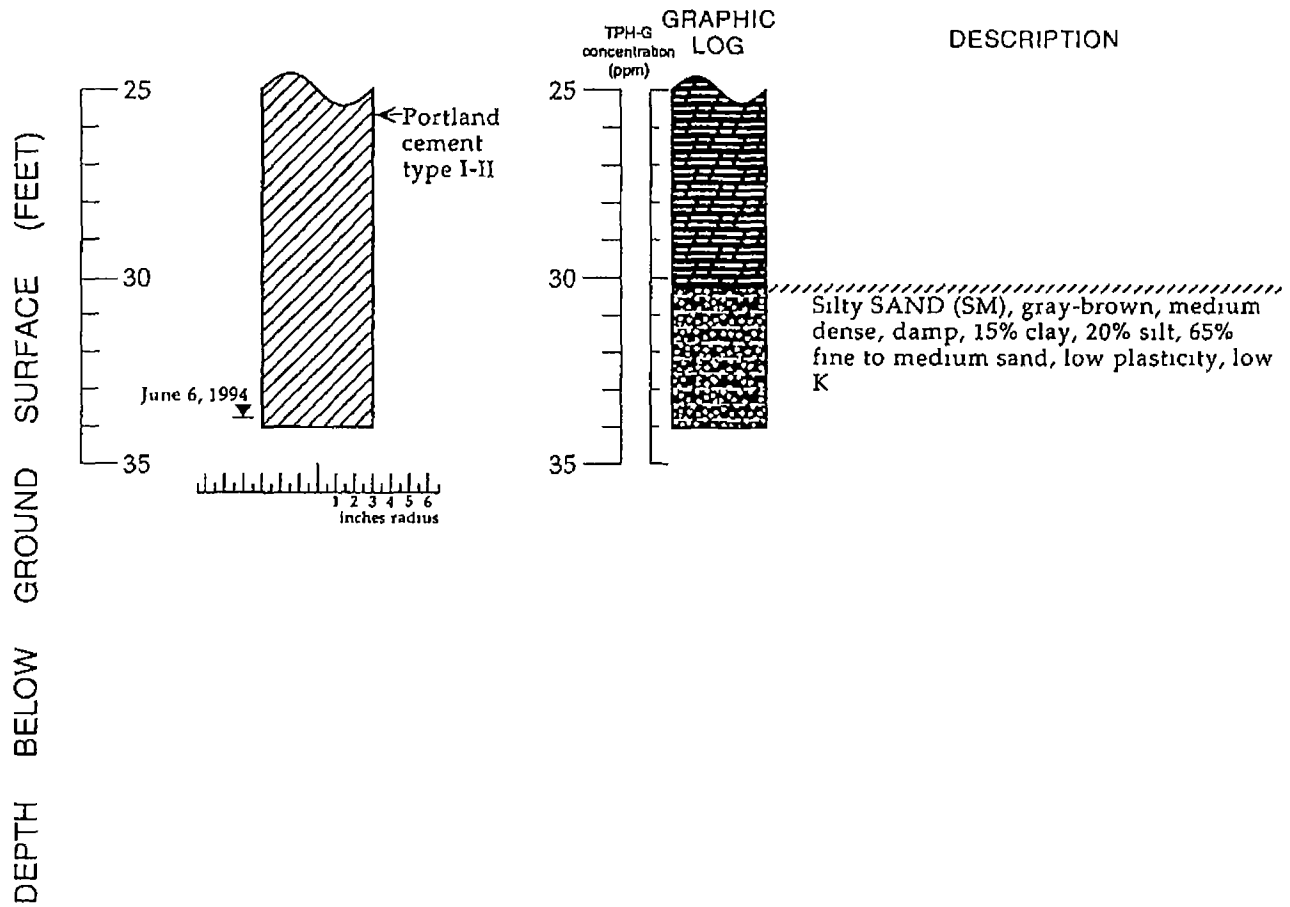 DEPTH BELOW GROUND SURFACE (FEET)
25
30
35
Portland
cement
type I-II
June 6, 1994
1 2 3 4 5 6
inches radius
TPH-G
concentration
(ppm)
GRAPHIC
LOG
25
30
35
DESCRIPTION
Silty SAND (SM), gray-brown, medium
dense, damp, 15% clay, 20% silt, 65%
fine to medium sand, low plasticity, low
K